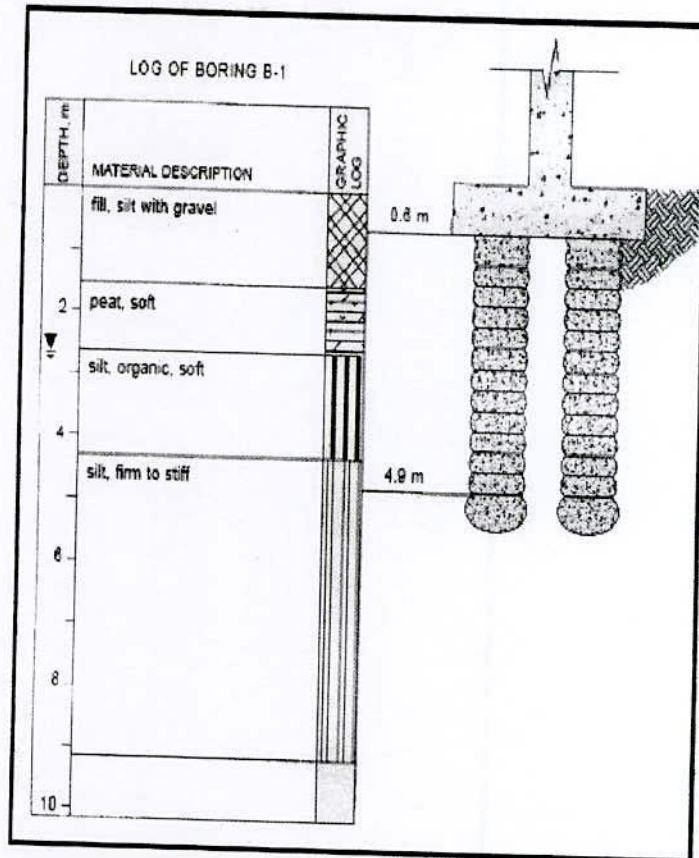 LOG OF BORING B-1
DEPTH, m
MATERIAL DESCRIPTION
GRAPHIC
LOG
fill, silt with gravel
0.6 m
2
peat, soft
silt, organic, soft
4
silt, firm to stiff
4.9 m
6
8
10